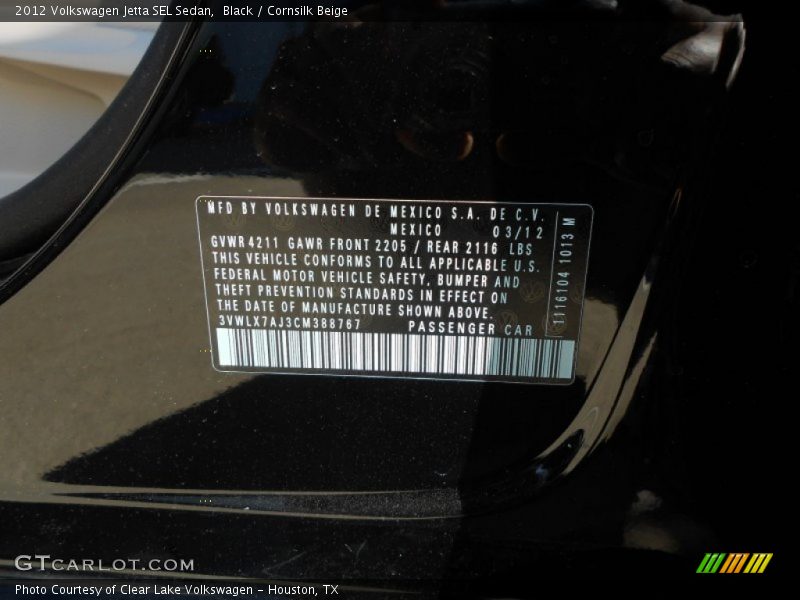 2012 Volkswagen Jetta SEL Sedan,  Black / Cornsilk Beige
MFD BY VOLKSWAGEN DE MEXICO S.A. DE C.V.
MEXICO 03/12
GVWR 4211 GAWR FRONT 2205 / REAR 2116 LBS
THIS VEHICLE CONFORMS TO ALL APPLICABLE U.S.
FEDERAL MOTOR VEHICLE SAFETY, BUMPER AND
THEFT PREVENTION STANDARDS IN EFFECT ON
THE DATE OF MANUFACTURE SHOWN ABOVE.
3VWLX7AJ3CM388767 PASSENGER CAR
1116104 1013 M
GTCARLOT.COM
Photo Courtesy of Clear Lake Volkswagen - Houston, TX